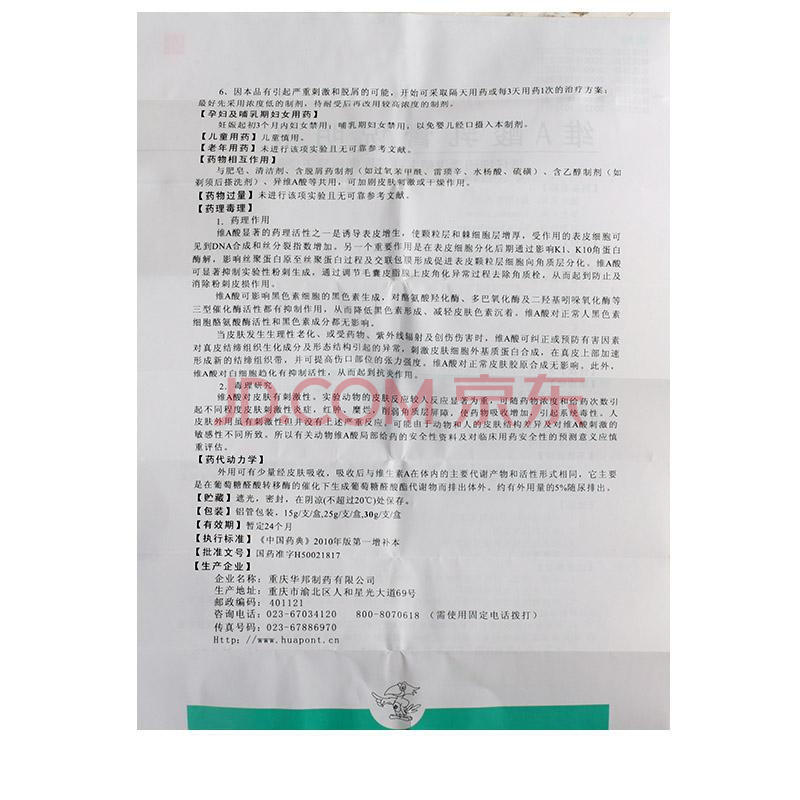 6、因本品有引起严重刺激和脱屑的可能，开始可采取隔天用药或每3天用药1次的治疗方案；
最好先采用浓度低的制剂，待耐受后再改用较高浓度的制剂。
【孕妇及哺乳期妇女用药】
妊娠起初3个月内妇女禁用；哺乳期妇女禁用，以免婴儿经口摄入本制剂。
【儿童用药】儿童慎用。
【老年用药】未进行该项实验且无可靠参考文献。
【药物相互作用】
与肥皂、清洁剂、含脱屑药制剂（如过氧苯甲酰、雷琐辛、水杨酸、硫磺）、含乙醇制剂（如
剃须后搽洗剂）、异维A酸等共用，可加剧皮肤刺激或干燥作用。
【药物过量】未进行该项实验且无可靠参考文献。
【药理毒理】
1．药理作用
维A酸显著的药理活性之一是诱导表皮增生，使颗粒层和棘细胞层增厚，受作用的表皮细胞可
见到DNA合成和丝分裂指数增加。另一个重要作用是在表皮细胞分化后期通过影响K1、K10角蛋白
酶解，影响丝聚蛋白原至丝聚蛋白过程及交联包膜形成促进表皮颗粒层细胞向角质层分化。维A酸
可显著抑制实验性粉刺生成，通过调节毛囊皮脂腺上皮角化异常过程去除角质栓，从而起到防止及
消除粉刺皮损作用。
维A酸可影响黑色素细胞的黑色素生成，对酪氨酸羟化酶、多巴氧化酶及二羟基吲哚氧化酶等
三型催化酶活性都有抑制作用，从而降低黑色素形成、减轻皮肤色素沉着。维A酸对正常人黑色素
细胞酪氨酸酶活性和黑色素成分都无影响。
当皮肤发生生理性老化、或受药物、紫外线辐射及创伤伤害时，维A酸可纠正或预防有害因素
对真皮结缔组织生化成分及形态结构引起的异常，刺激皮肤细胞外基质蛋白合成，在真皮上部加速
形成新的结缔组织带，并可提高伤口部位的张力强度。维A酸对正常皮肤胶原合成无影响。此外，
维A酸对白细胞趋化有抑制活性，从而起到抗炎作用。
2．毒理研究
维A酸对皮肤有刺激性。实验动物的皮肤反应较人反应显著为重，可随药物浓度和给药次数引
起不同程度皮肤刺激性炎症，红肿、糜烂，削弱角质层屏障，使药物吸收增加，引起系统毒性。人
皮肤外用虽有刺激性但并没有上述严重反应，可能由于动物和人的皮肤结构差异及对维A酸刺激的
敏感性不同所致。所以有关动物维A酸局部给药的安全性资料及对临床用药安全性的预测意义应慎
重评估。
【药代动力学】
外用可有少量经皮肤吸收，吸收后与维生素A在体内的主要代谢产物和活性形式相同，它主要
是在葡萄糖醛酸转移酶的催化下生成葡萄糖醛酸酯代谢物而排出体外。约有外用量的5%随尿排出。
【贮藏】遮光，密封，在阴凉(不超过20℃)处保存。
【包装】铝管包装，15g/支/盒,25g/支/盒,30g/支/盒
【有效期】暂定24个月
【执行标准】《中国药典》2010年版第一增补本
【批准文号】国药准字H50021817
【生产企业】
企业名称：重庆华邦制药有限公司
生产地址：重庆市渝北区人和星光大道69号
邮政编码：401121
咨询电话：023-67034120 800-8070618 （需使用固定电话拨打）
传真号码：023-67886970
Http：//www.huapont.cn
JD.COM 京东